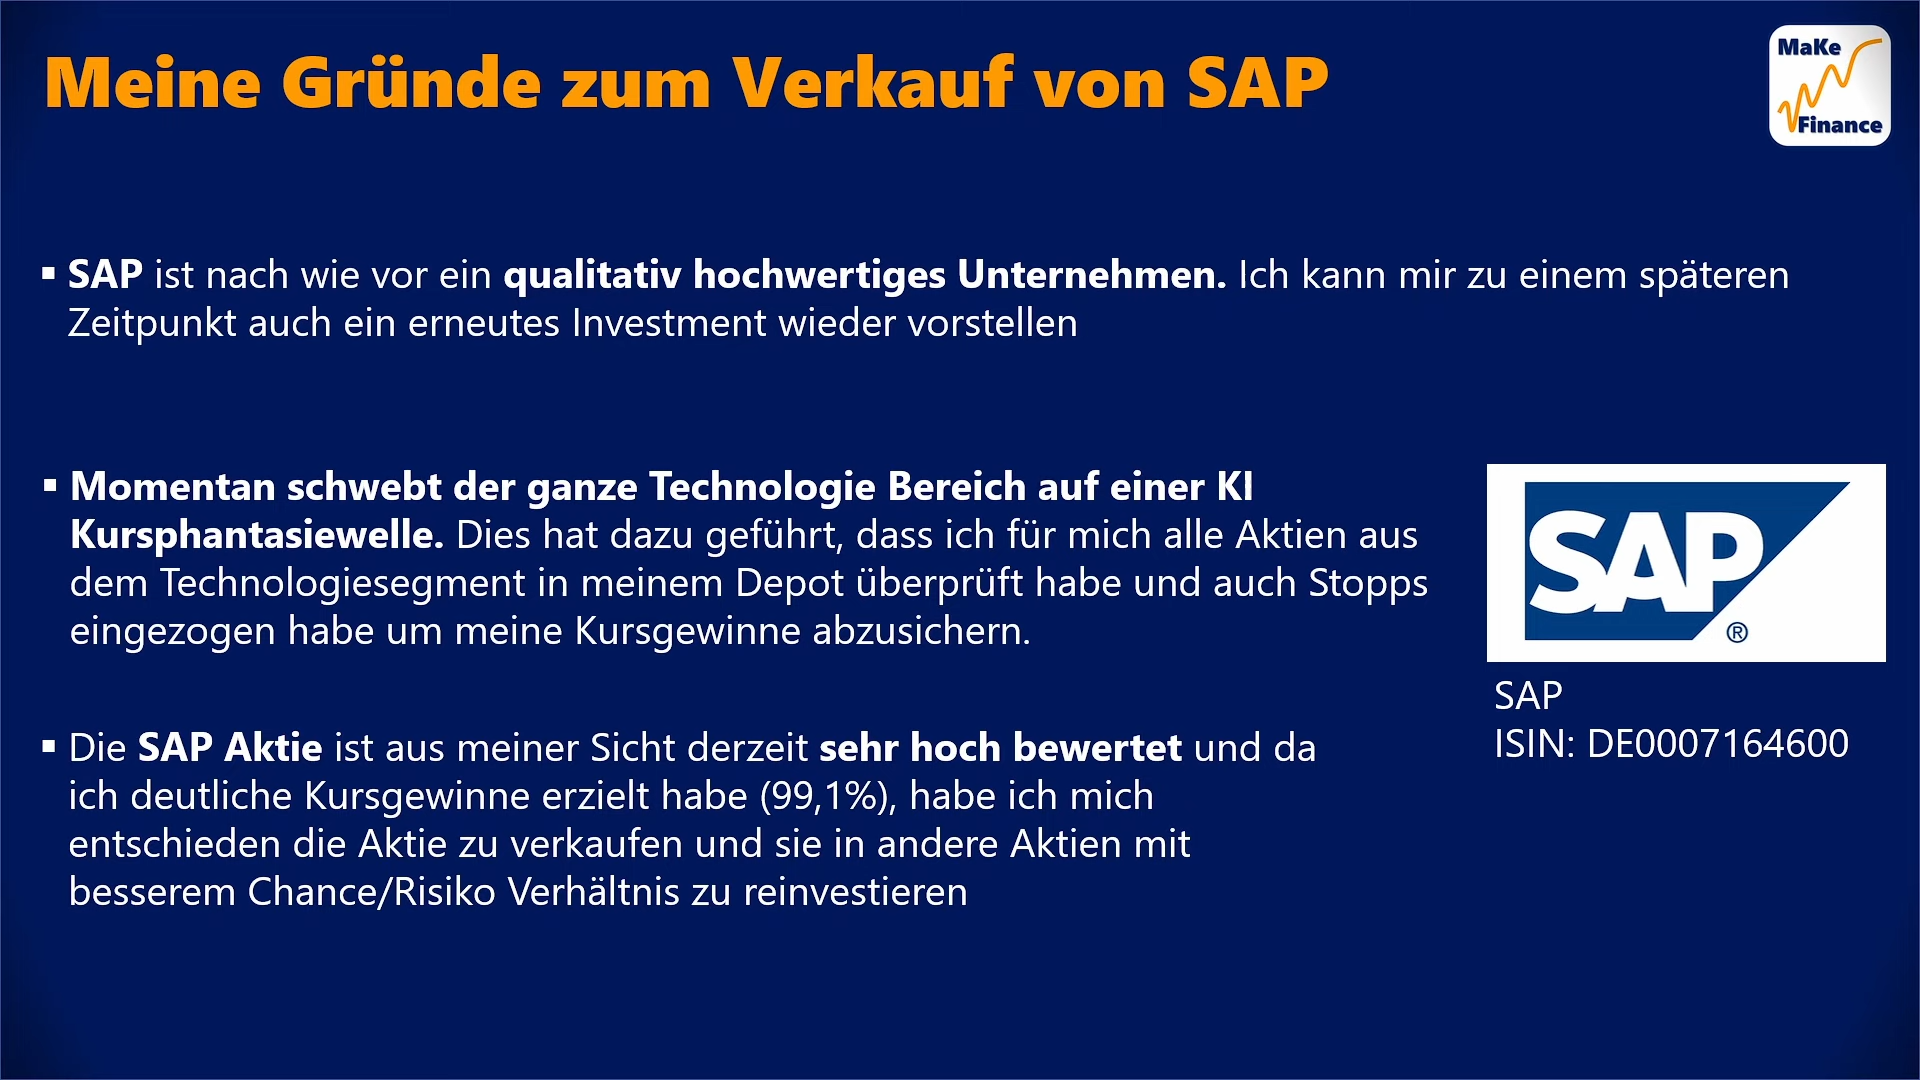 Meine Gründe zum Verkauf von SAP
MaKe
Finance
▪ SAP ist nach wie vor ein qualitativ hochwertiges Unternehmen. Ich kann mir zu einem späteren
Zeitpunkt auch ein erneutes Investment wieder vorstellen
▪ Momentan schwebt der ganze Technologie Bereich auf einer KI
Kursphantasiewelle. Dies hat dazu geführt, dass ich für mich alle Aktien aus
dem Technologiesegment in meinem Depot überprüft habe und auch Stopps
eingezogen habe um meine Kursgewinne abzusichern.
SAP
®
SAP
ISIN: DE0007164600
▪ Die SAP Aktie ist aus meiner Sicht derzeit sehr hoch bewertet und da
ich deutliche Kursgewinne erzielt habe (99,1%), habe ich mich
entschieden die Aktie zu verkaufen und sie in andere Aktien mit
besserem Chance/Risiko Verhältnis zu reinvestieren